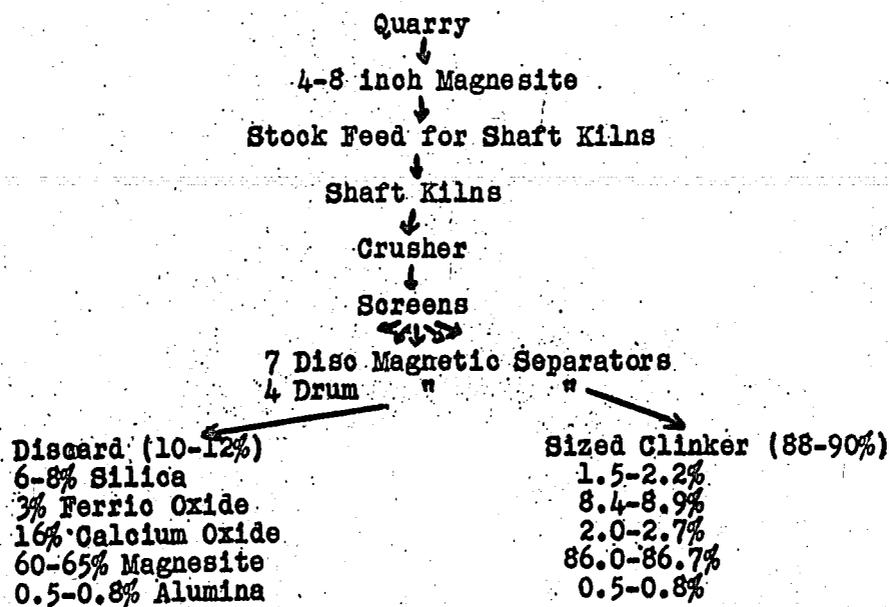 Quarry
4-8 inch Magnesite
Stock Feed for Shaft Kilns
Shaft Kilns
Crusher
Screens
7 Disc Magnetic Separators
4 Drum " "
Discard (10-12%)
6-8% Silica
3% Ferric Oxide
16% Calcium Oxide
60-65% Magnesite
0.5-0.8% Alumina
Sized Clinker (88-90%)
1.5-2.2%
8.4-8.9%
2.0-2.7%
86.0-86.7%
0.5-0.8%